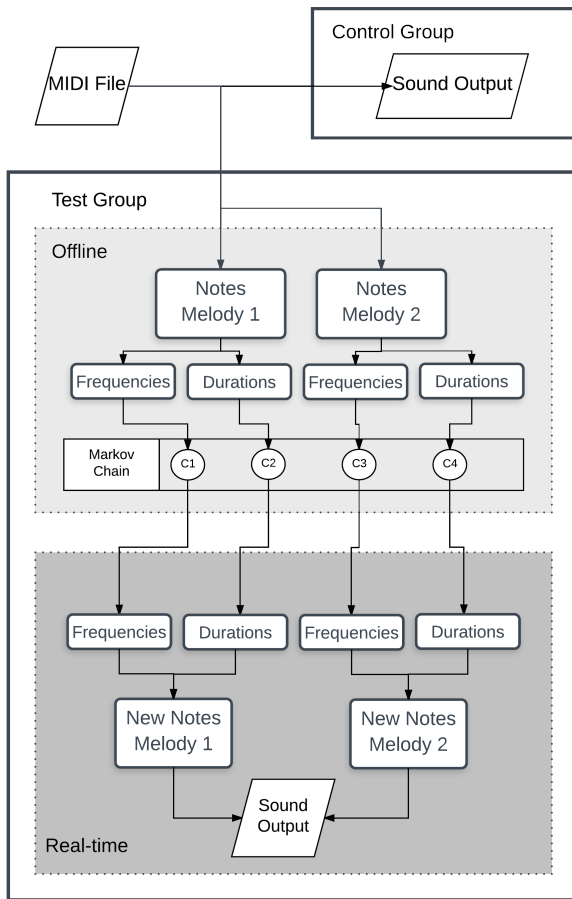 Control Group
MIDI File
Sound Output
Test Group
Offline
Notes
Melody 1
Notes
Melody 2
Frequencies
Durations
Frequencies
Durations
Markov
Chain
C1
C2
C3
C4
Frequencies
Durations
Frequencies
Durations
New Notes
Melody 1
New Notes
Melody 2
Sound
Output
Real-time